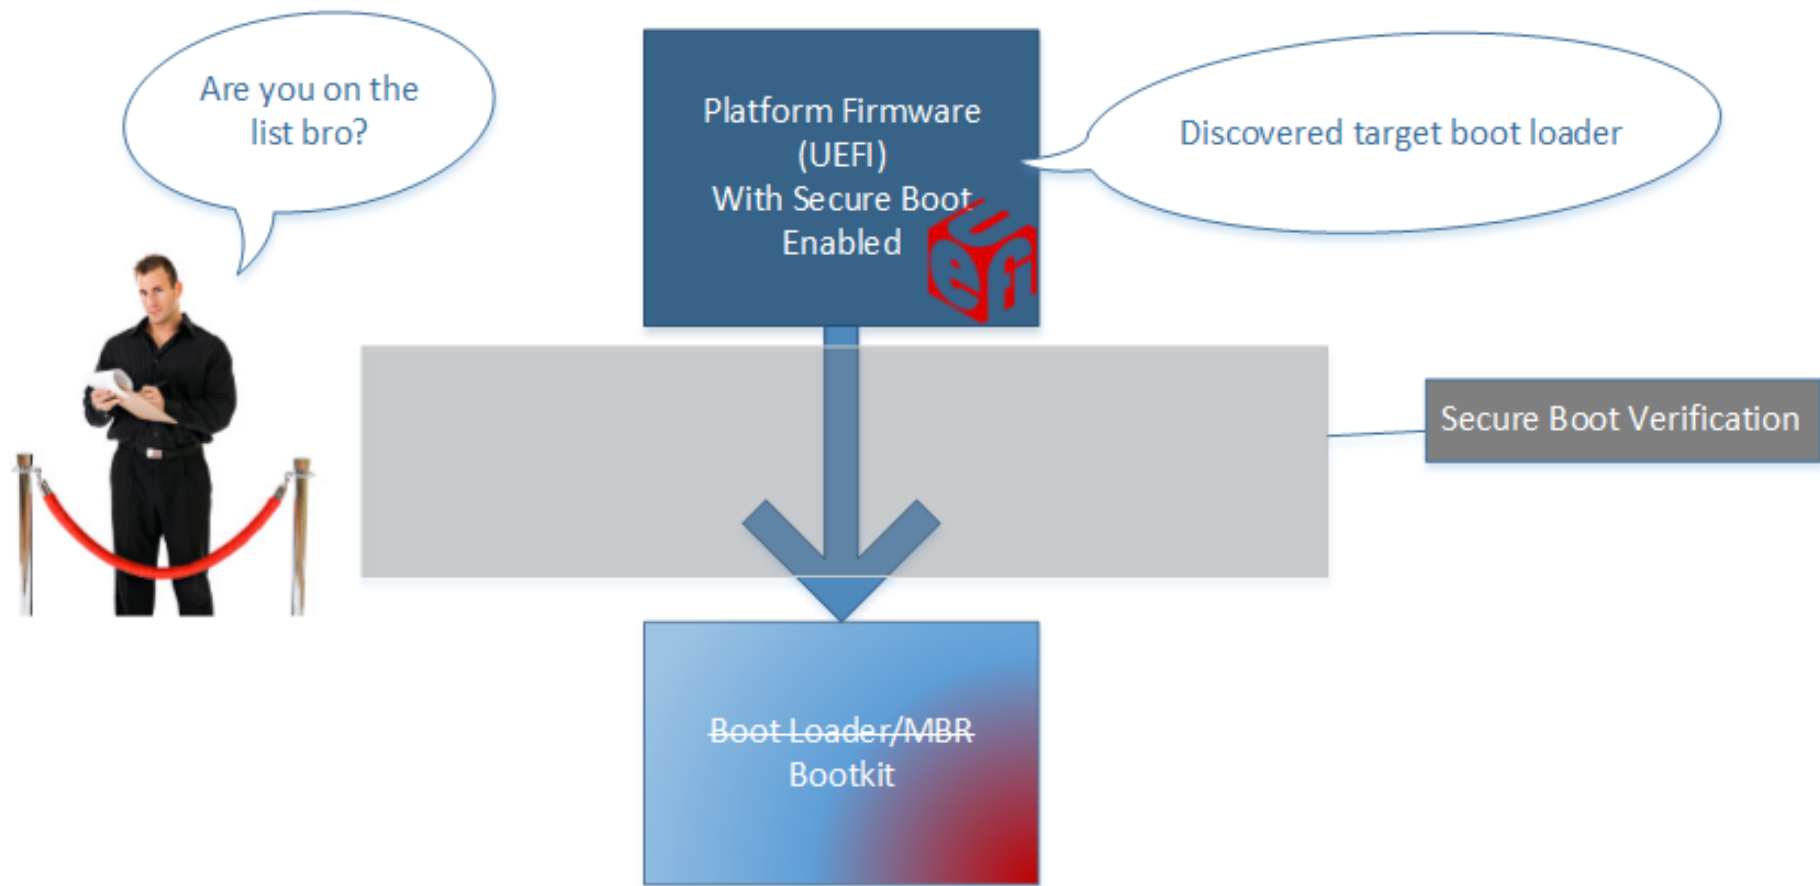 Are you on the
list bro?
Platform Firmware
(UEFI)
With Secure Boot
Enabled
UEFI
Discovered target boot loader
Secure Boot Verification
Boot Loader/MBR
Bootkit